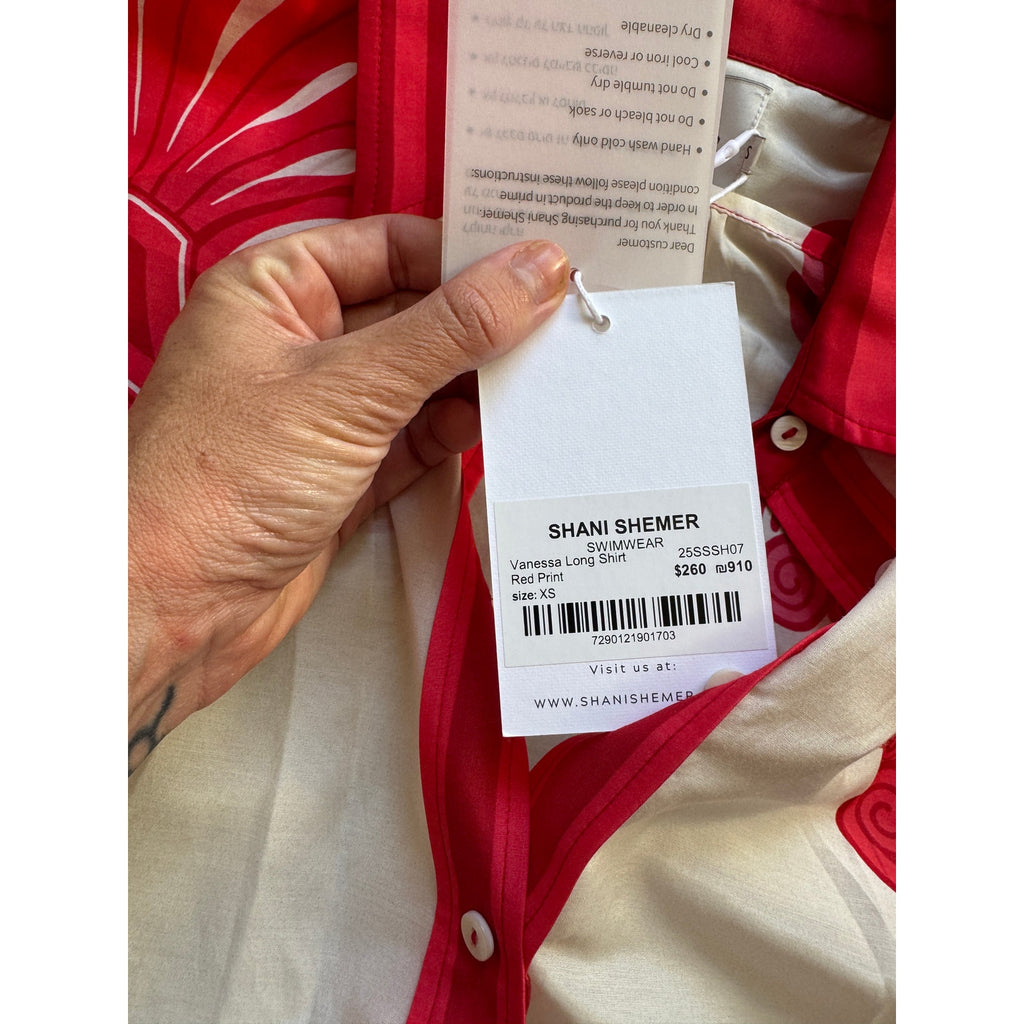 Dear customer
Thank you for purchasing Shani Shemer.
In order to keep the product in prime
condition please follow these instructions:
• Hand wash cold only
• Do not bleach or saok
• Do not tumble dry
• Cool iron or reverse
• Dry cleanable
S
SHANI SHEMER
SWIMWEAR
Vanessa Long Shirt 25SSSH07
Red Print $260 ₪910
size: XS
7290121901703
Visit us at:
WWW.SHANISHEMER